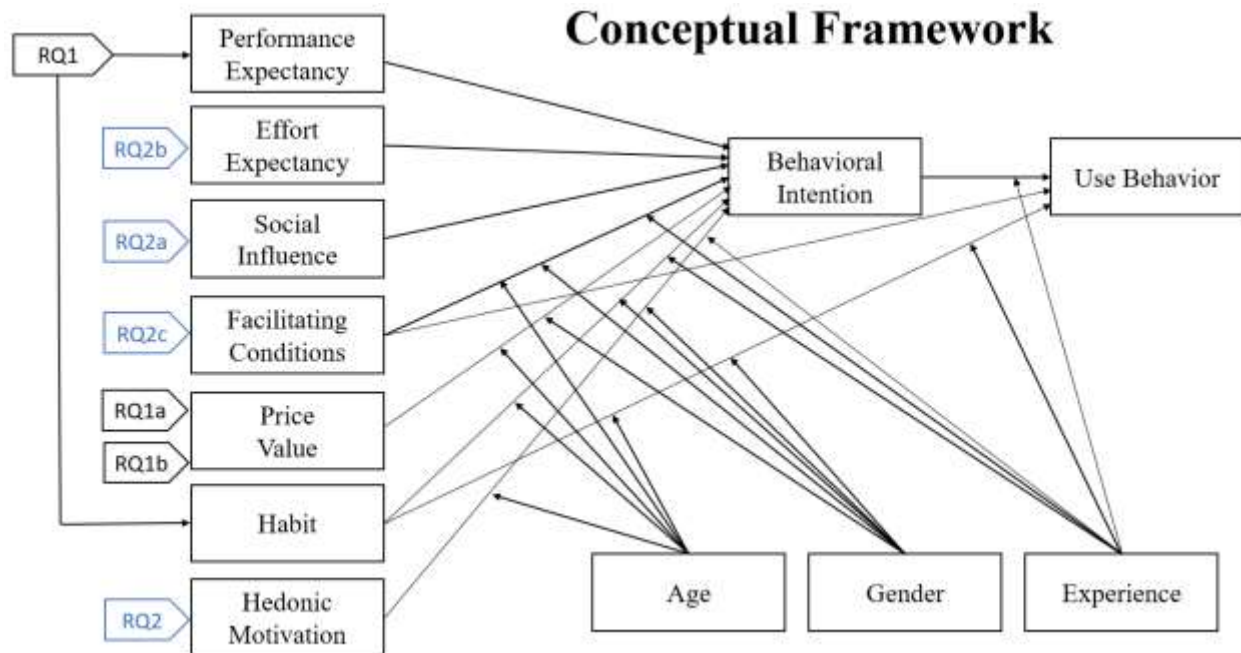 Conceptual Framework
RQ1
Performance
Expectancy
RQ2b
Effort
Expectancy
Behavioral
Intention
Use Behavior
RQ2a
Social
Influence
RQ2c
Facilitating
Conditions
RQ1a
Price
Value
RQ1b
Habit
Age
Gender
Experience
RQ2
Hedonic
Motivation